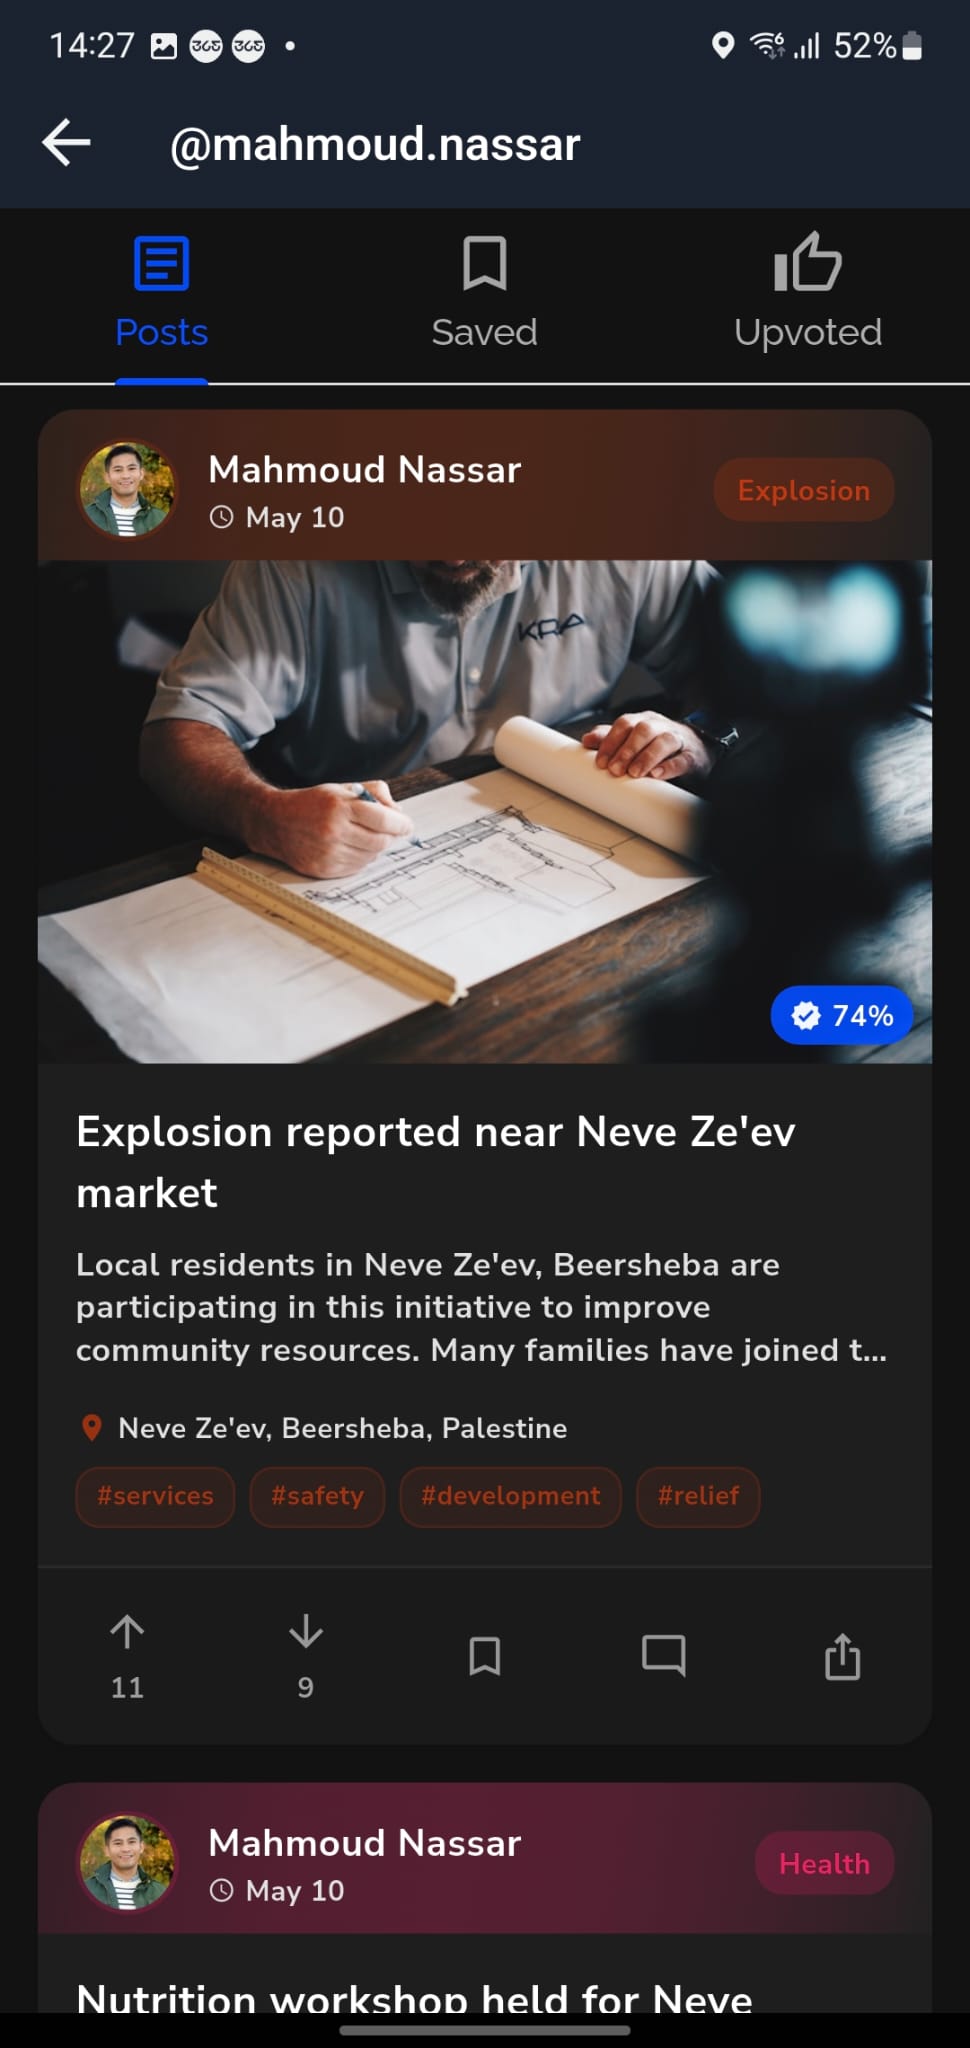 14:27 365 365 52%
@mahmoud.nassar
Posts Saved Upvoted
Mahmoud Nassar
May 10
Explosion
KRA
74%
Explosion reported near Neve Ze'ev
market
Local residents in Neve Ze'ev, Beersheba are
participating in this initiative to improve
community resources. Many families have joined t...
Neve Ze'ev, Beersheba, Palestine
#services #safety #development #relief
11 9
Mahmoud Nassar
May 10
Health
Nutrition workshop held for Neve